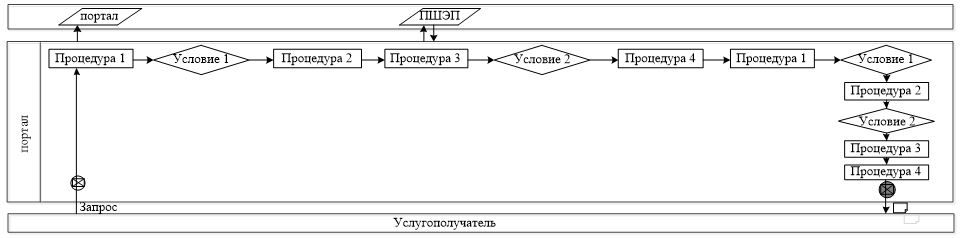 портал
ПШЭП
Процедура 1
Условие 1
Процедура 2
Процедура 3
Условие 2
Процедура 4
Процедура 1
Условие 1
Процедура 2
Условие 2
Процедура 3
Процедура 4
портал
Запрос
Услугополучатель